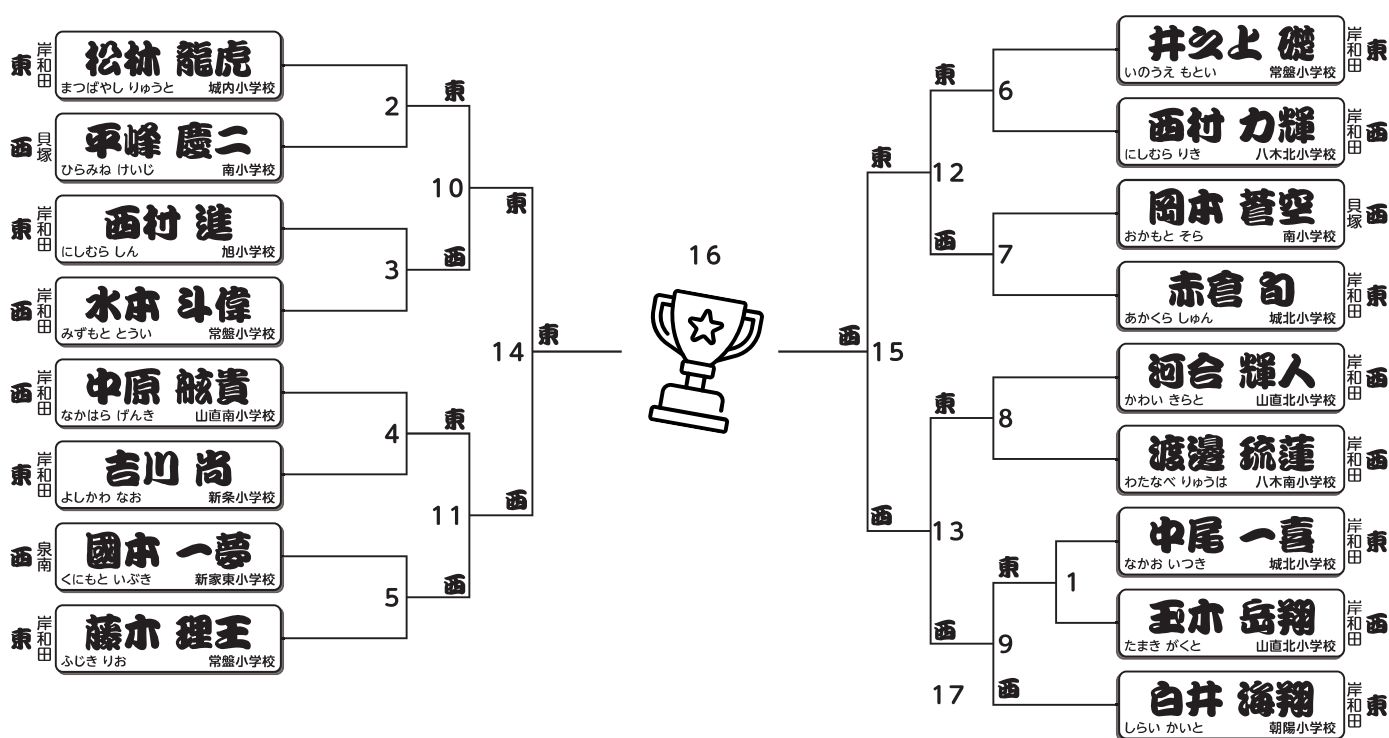 東 岸和田 松林 龍虎
まつばやし りゅうと 城内小学校
西 貝塚 平峰 慶二
ひらみね けいじ 南小学校
東 岸和田 西村 進
にしむら しん 旭小学校
西 岸和田 水本 斗偉
みずもと とうい 常盤小学校
西 岸和田 中原 舷貴
なかはら げんき 山直南小学校
東 岸和田 吉川 尚
よしかわ なお 新条小学校
西 泉南 國本 一夢
くにもと いぶき 新家東小学校
東 岸和田 藤木 理王
ふじき りお 常盤小学校
2
東
3
西
4
東
5
西
10
東
11
西
14
東
16
西
15
東
12
西
13
東
6
西
7
東
8
西
9
東
1
西
17
井之上 礎 岸和田 東
いのうえ もとい 常盤小学校
西村 力輝 岸和田 西
にしむら りき 八木北小学校
岡本 蒼空 貝塚 西
おかもと そら 南小学校
赤倉 旬 岸和田 東
あかくら しゅん 城北小学校
河合 輝人 岸和田 西
かわい きらと 山直北小学校
渡邊 琉蓮 岸和田 西
わたなべ りゅうは 八木南小学校
中尾 一喜 岸和田 東
なかお いつき 城北小学校
玉木 岳翔 岸和田 西
たまき がくと 山直北小学校
白井 海翔 岸和田 東
しらい かいと 朝陽小学校